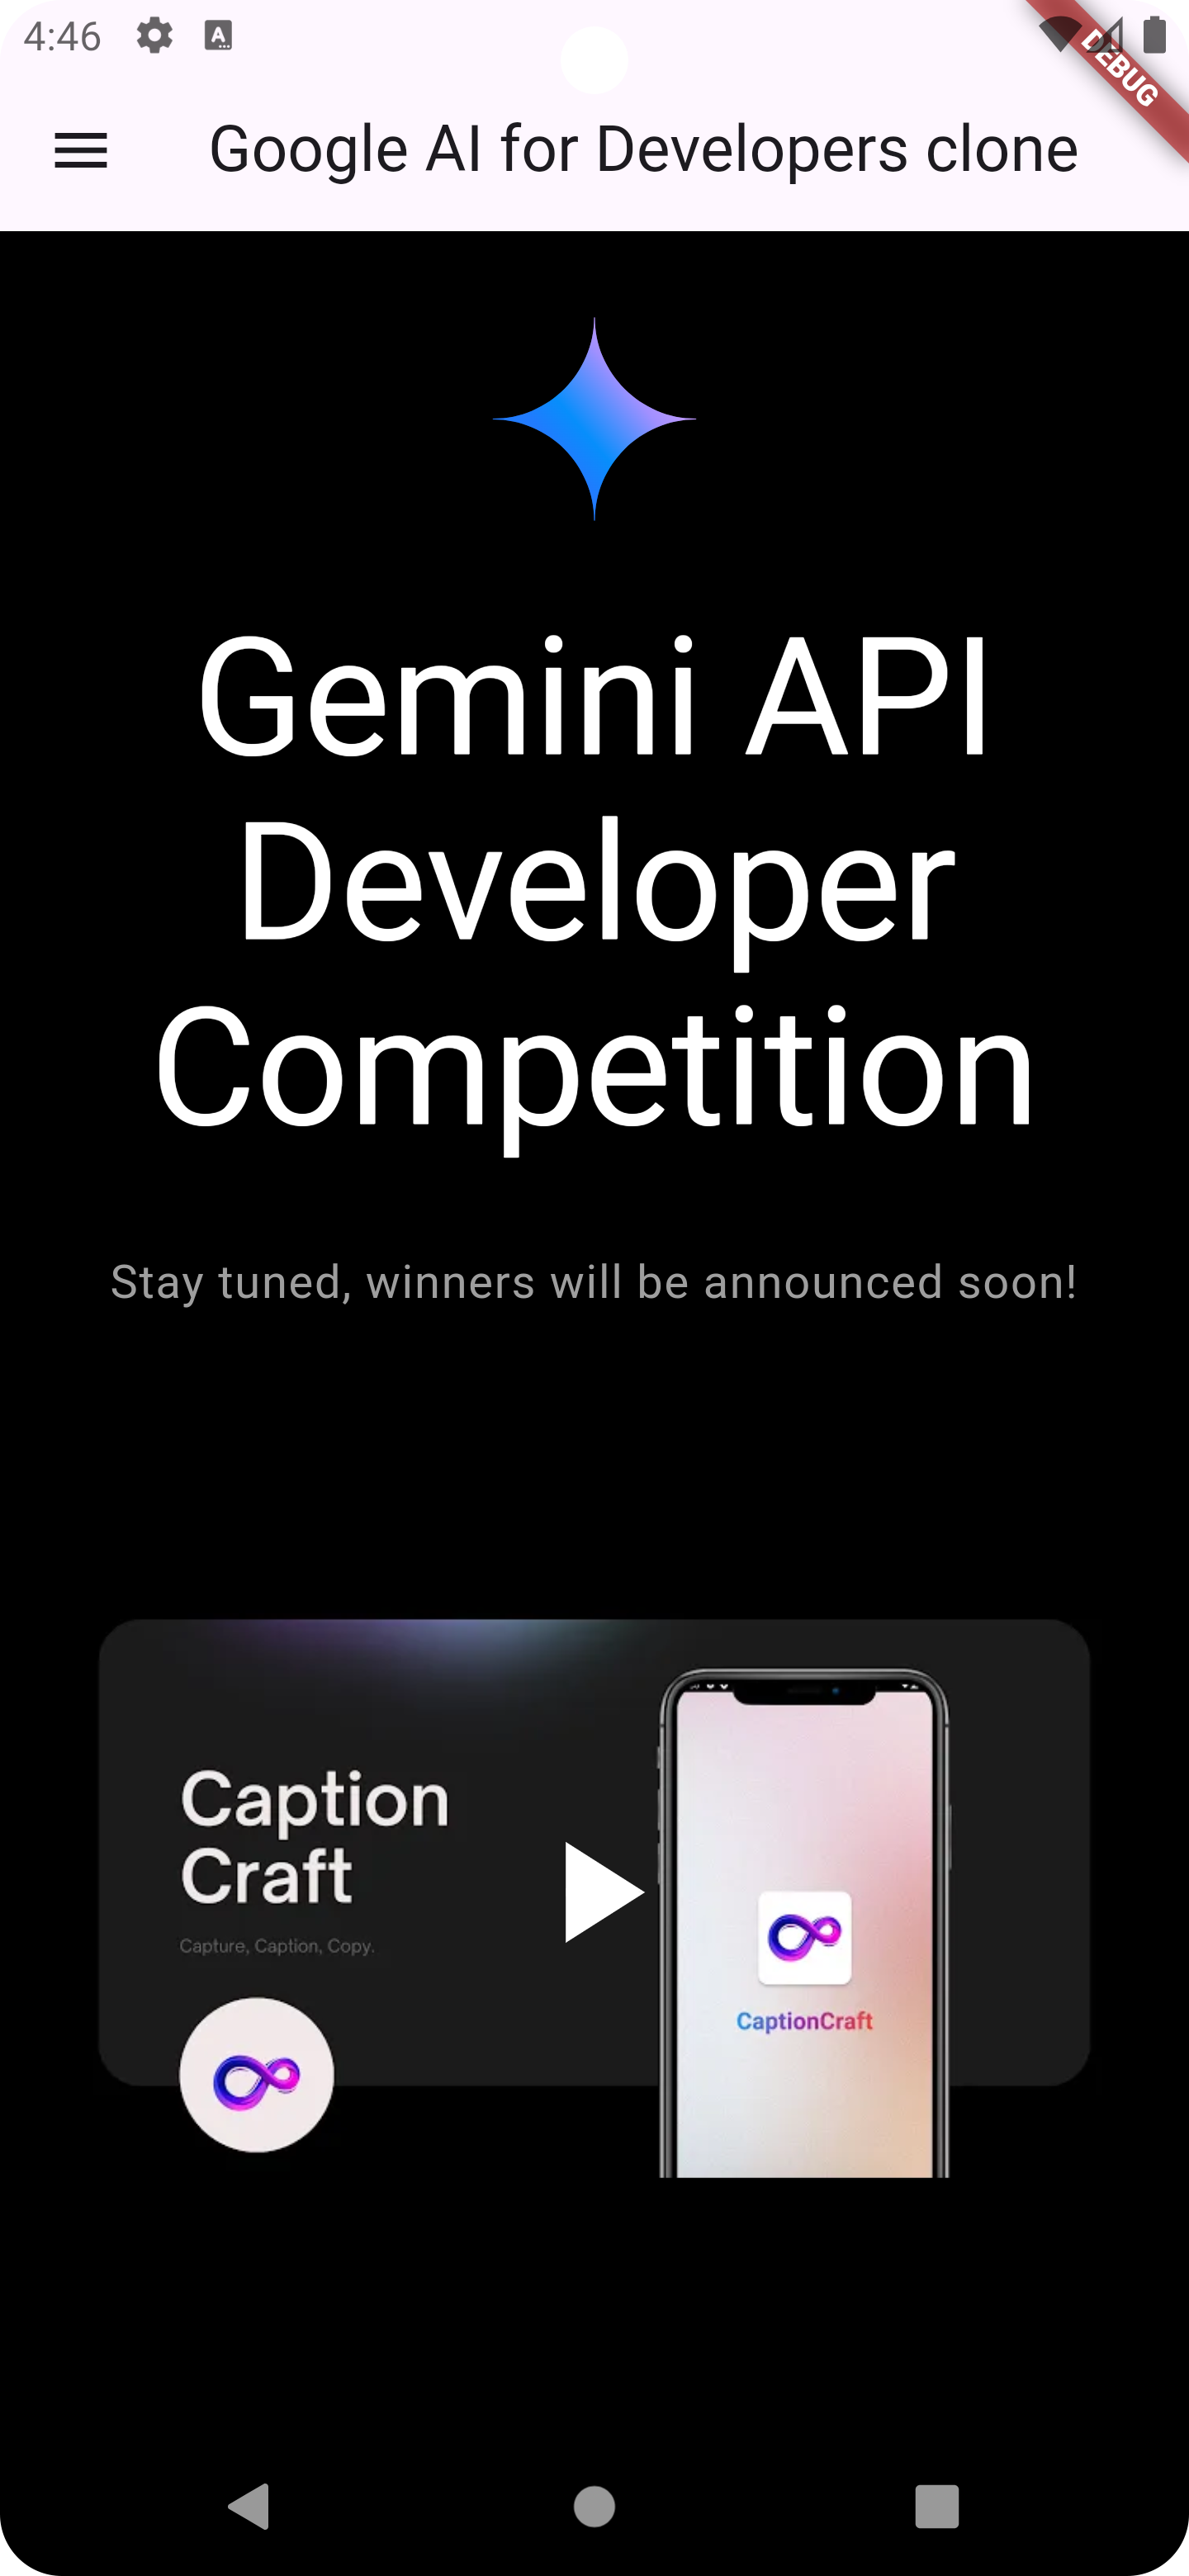 4:46
A
DEBUG
Google AI for Developers clone
Gemini API
Developer
Competition
Stay tuned, winners will be announced soon!
Caption
Craft
Capture, Caption, Copy.
CaptionCraft